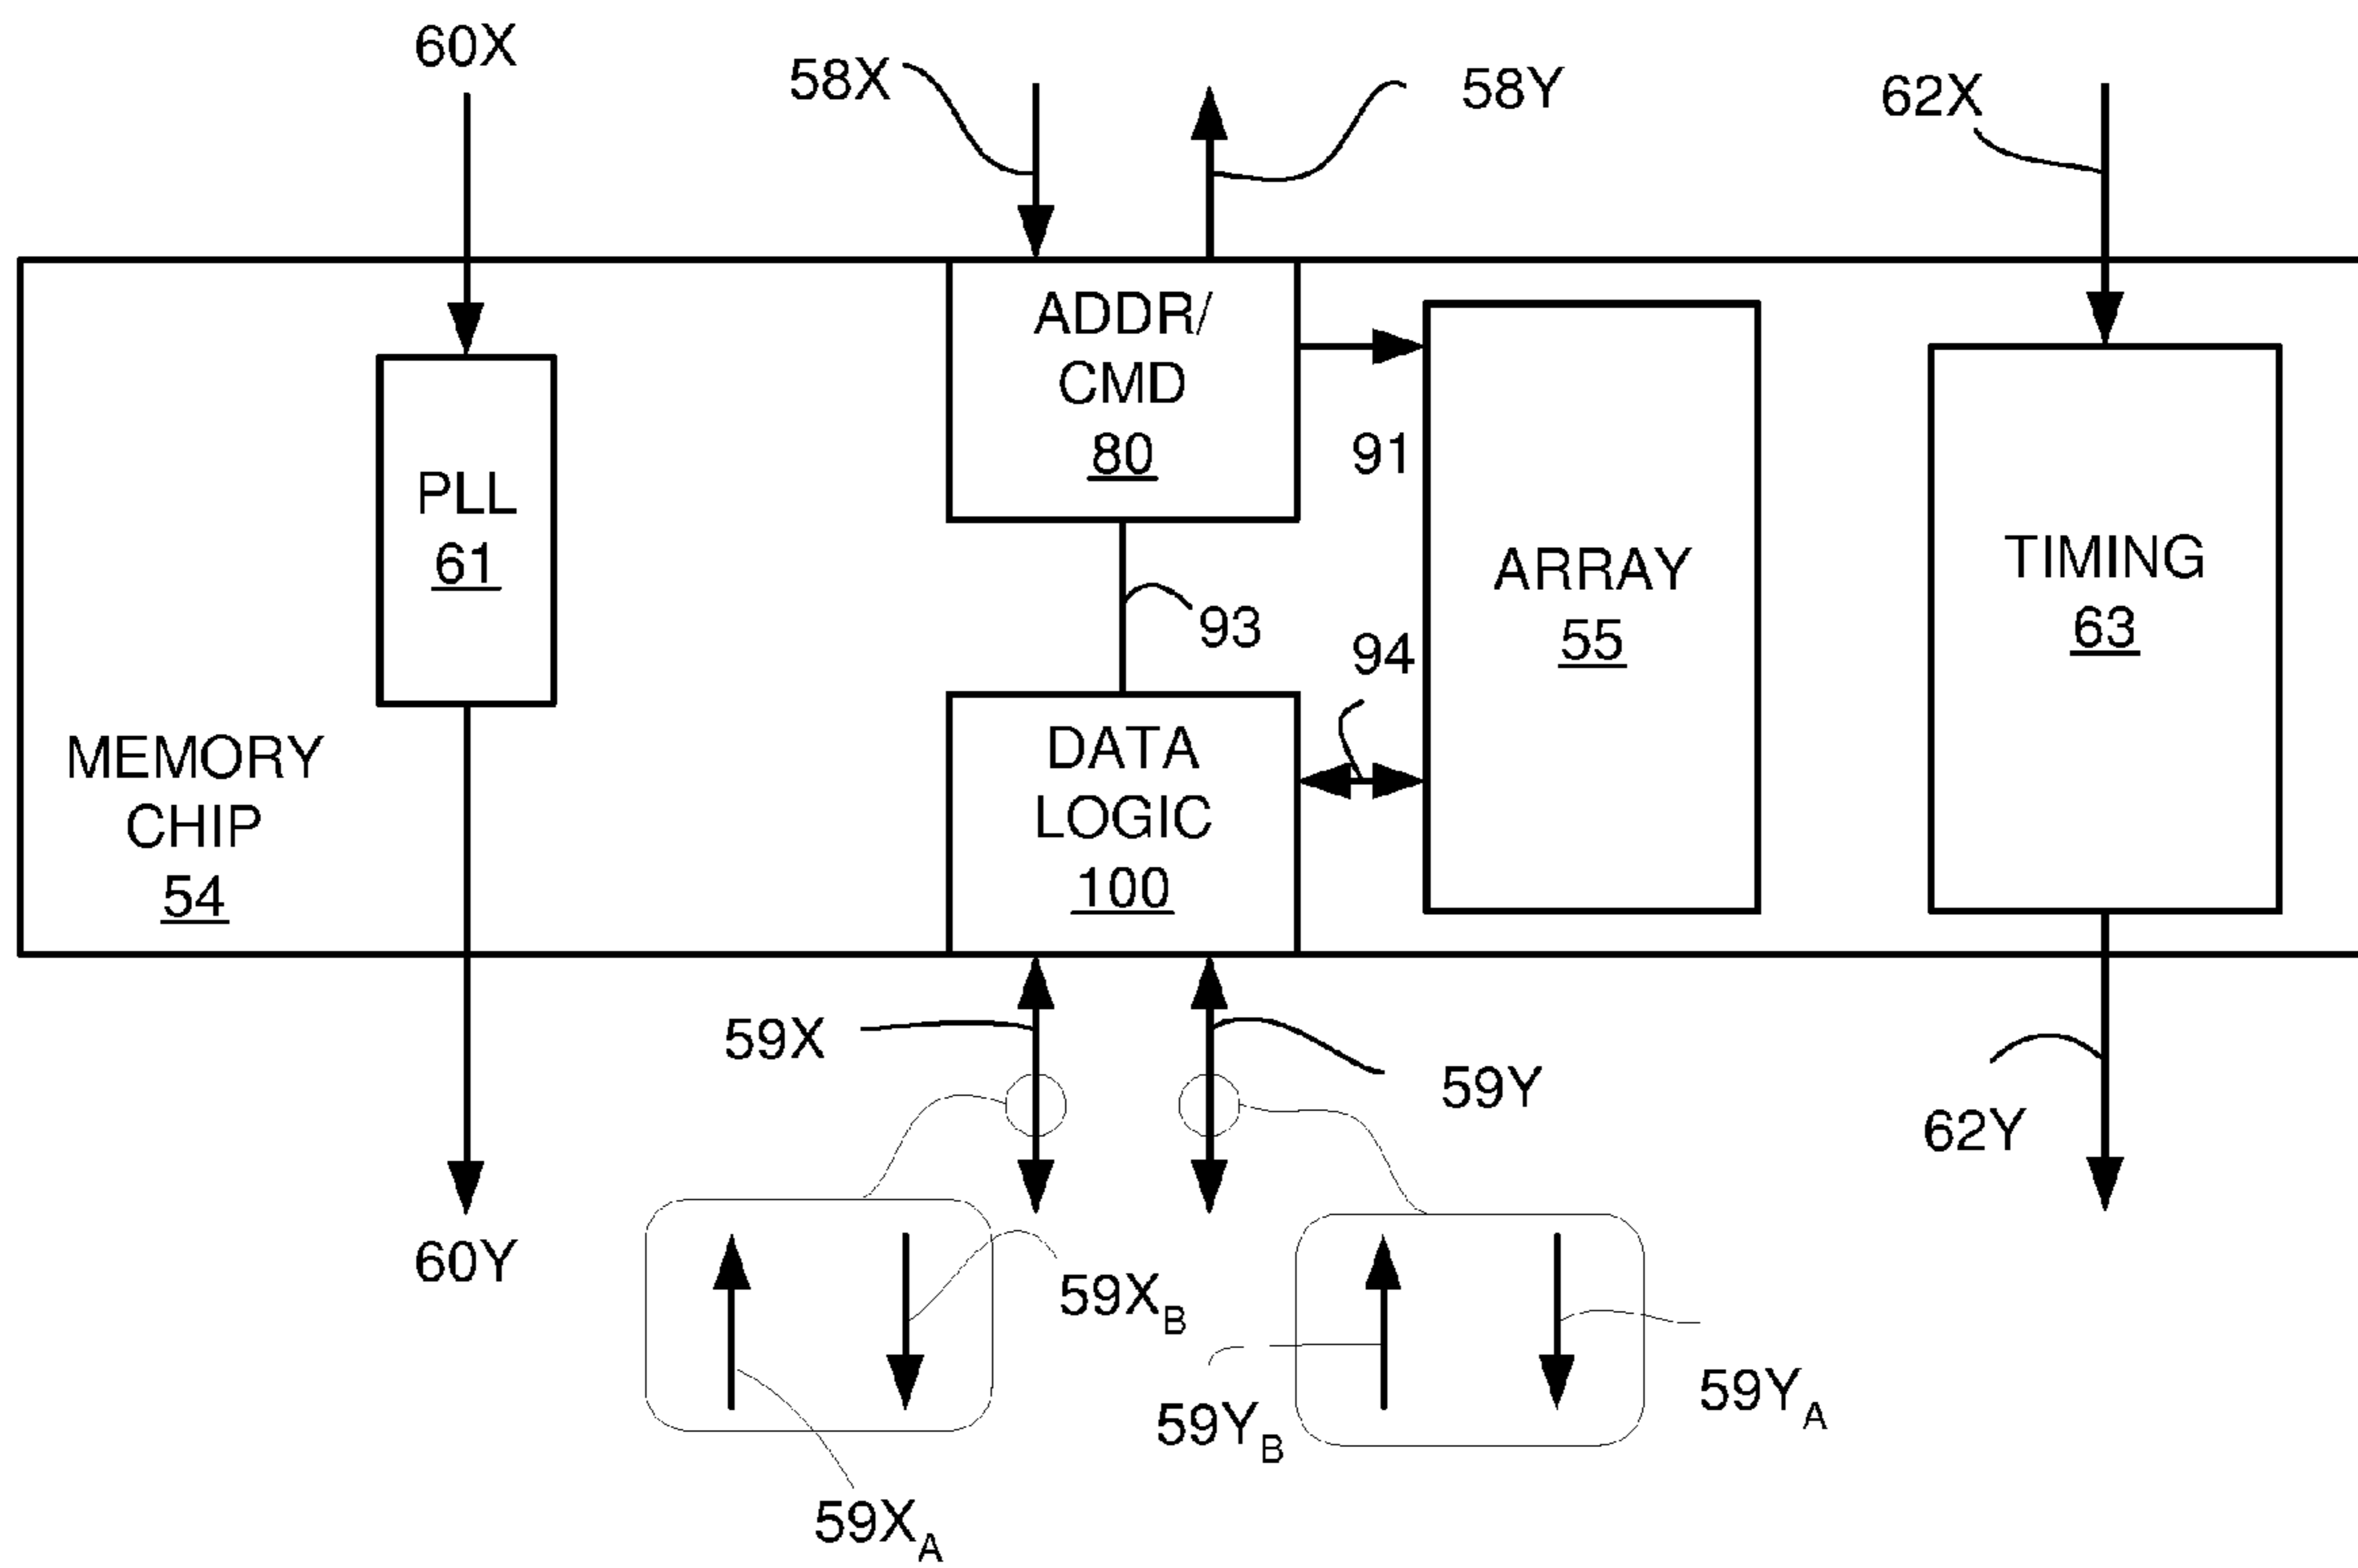 60X
58X
58Y
62X
ADDR/
CMD
80
91
PLL
61
ARRAY
55
TIMING
63
93
94
MEMORY
CHIP
54
DATA
LOGIC
100
59X
59Y
62Y
60Y
59XB
59YB
59YA
59XA